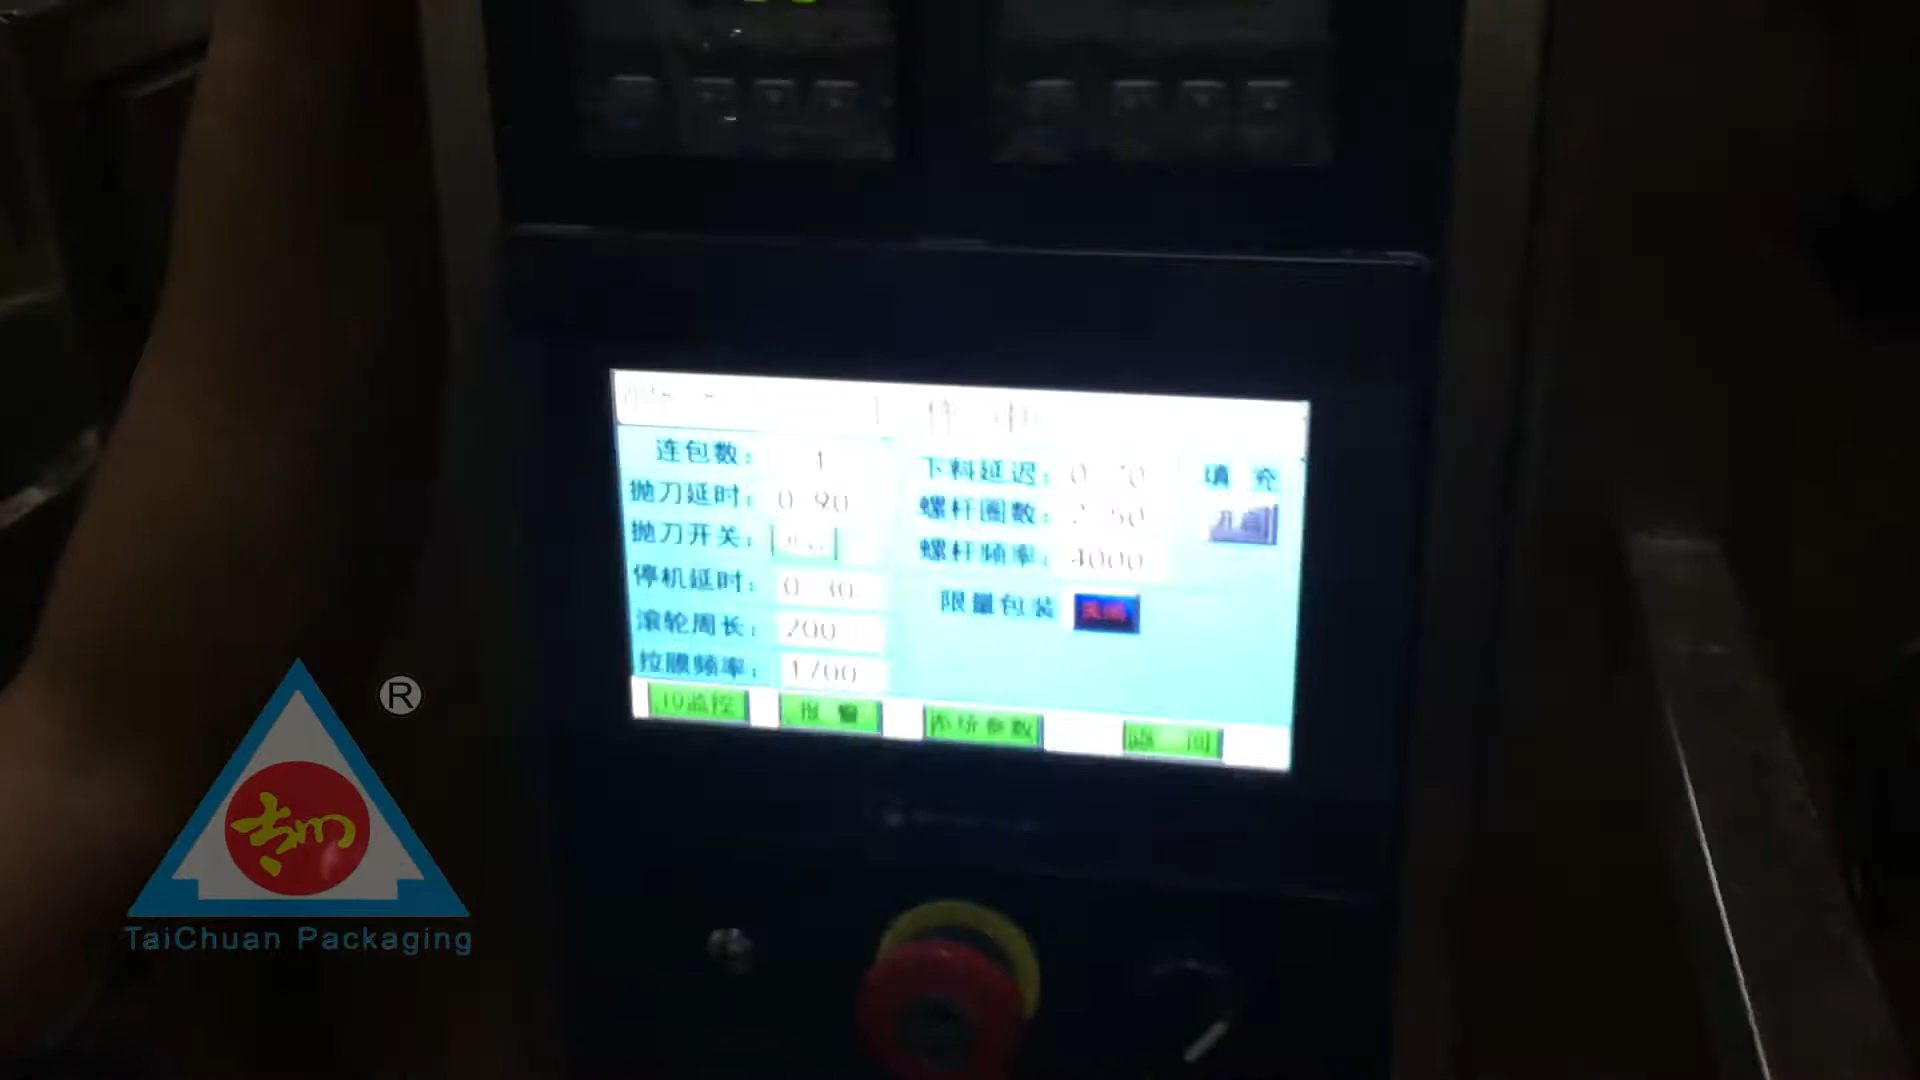 连包数： 1
抛刀延时： 0.90
抛刀开关：
停机延时： 0.30
滚轮周长： 200
拉膜频率： 1700
下料延迟：
螺杆圈数： 2.50
螺杆频率： 4000
限量包装
填 充
IO监控
报 警
系统参数
返 回
®
TaiChuan Packaging